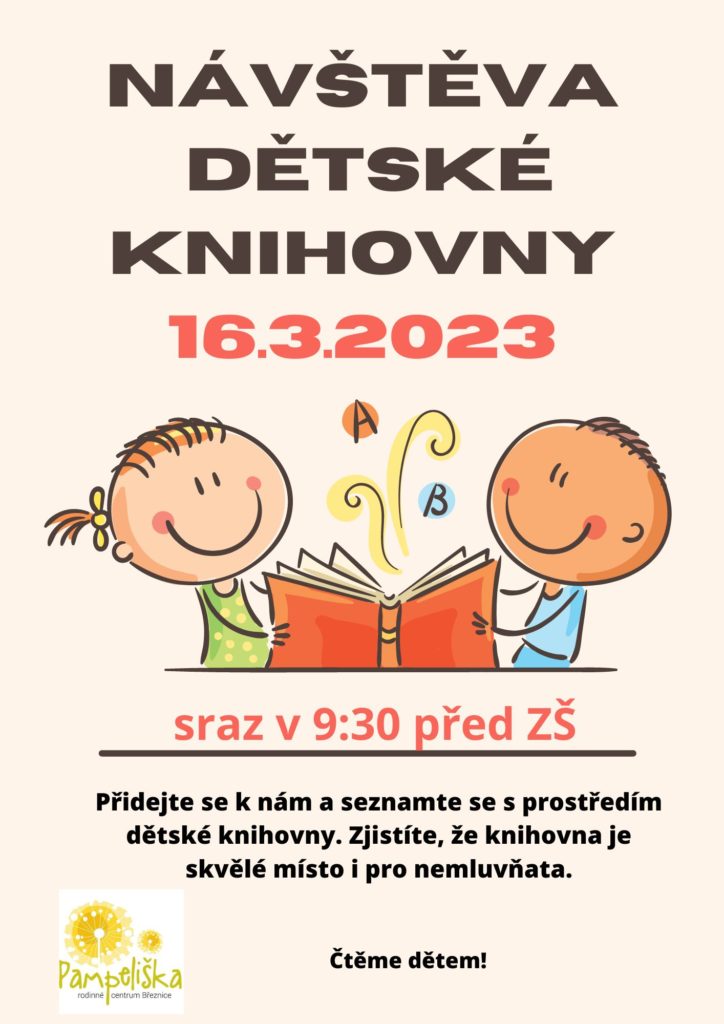 NÁVŠTĚVA
DĚTSKÉ
KNIHOVNY
16.3.2023
A
B
sraz v 9:30 před ZŠ
Přidejte se k nám a seznamte se s prostředím
dětské knihovny. Zjistíte, že knihovna je
skvělé místo i pro nemluvňata.
Čtěme dětem!
Pampeliška
rodinné centrum Březnice